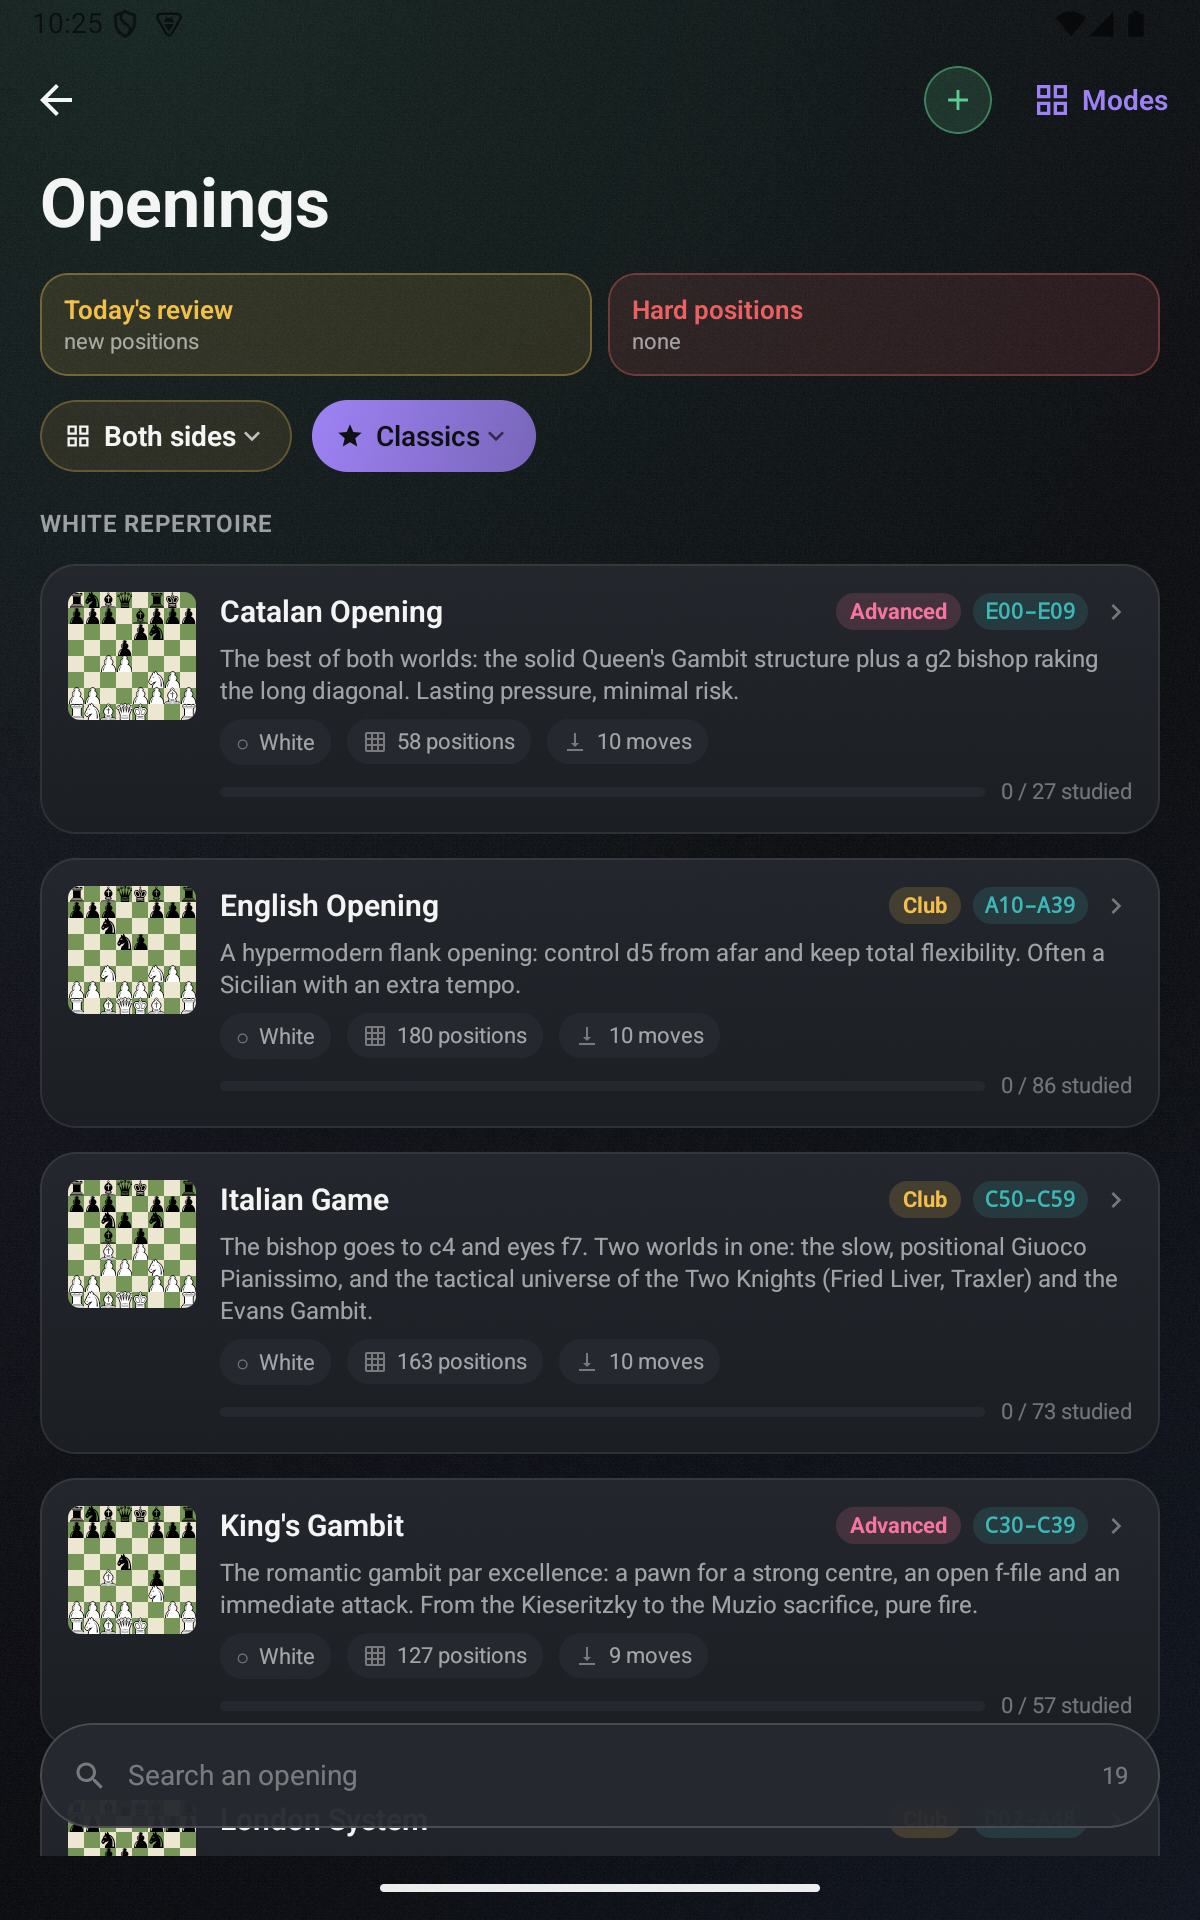 10:25
Modes
Openings
Today's review
new positions
Hard positions
none
Both sides
Classics
WHITE REPERTOIRE
Catalan Opening
Advanced
E00–E09
The best of both worlds: the solid Queen's Gambit structure plus a g2 bishop raking
the long diagonal. Lasting pressure, minimal risk.
White
58 positions
10 moves
0 / 27 studied
English Opening
Club
A10–A39
A hypermodern flank opening: control d5 from afar and keep total flexibility. Often a
Sicilian with an extra tempo.
White
180 positions
10 moves
0 / 86 studied
Italian Game
Club
C50–C59
The bishop goes to c4 and eyes f7. Two worlds in one: the slow, positional Giuoco
Pianissimo, and the tactical universe of the Two Knights (Fried Liver, Traxler) and the
Evans Gambit.
White
163 positions
10 moves
0 / 73 studied
King's Gambit
Advanced
C30–C39
The romantic gambit par excellence: a pawn for a strong centre, an open f-file and an
immediate attack. From the Kieseritzky to the Muzio sacrifice, pure fire.
White
127 positions
9 moves
0 / 57 studied
Search an opening
19
London System
Club